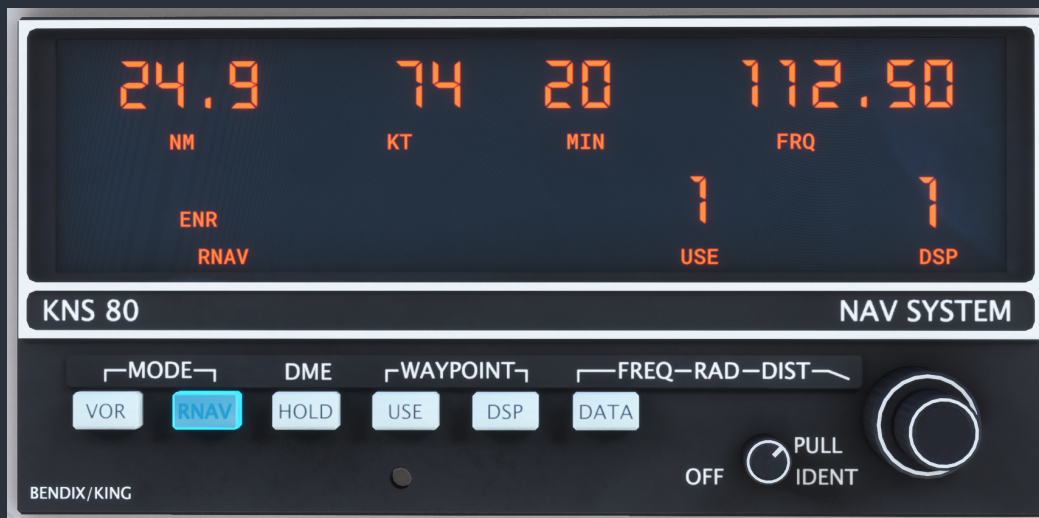 24.9 74 20 112.50
NM KT MIN FRQ
1 1
ENR
RNAV USE DSP
KNS 80 NAV SYSTEM
MODE DME WAYPOINT FREQ-RAD-DIST
VOR RNAV HOLD USE DSP DATA
PULL
OFF IDENT
BENDIX/KING